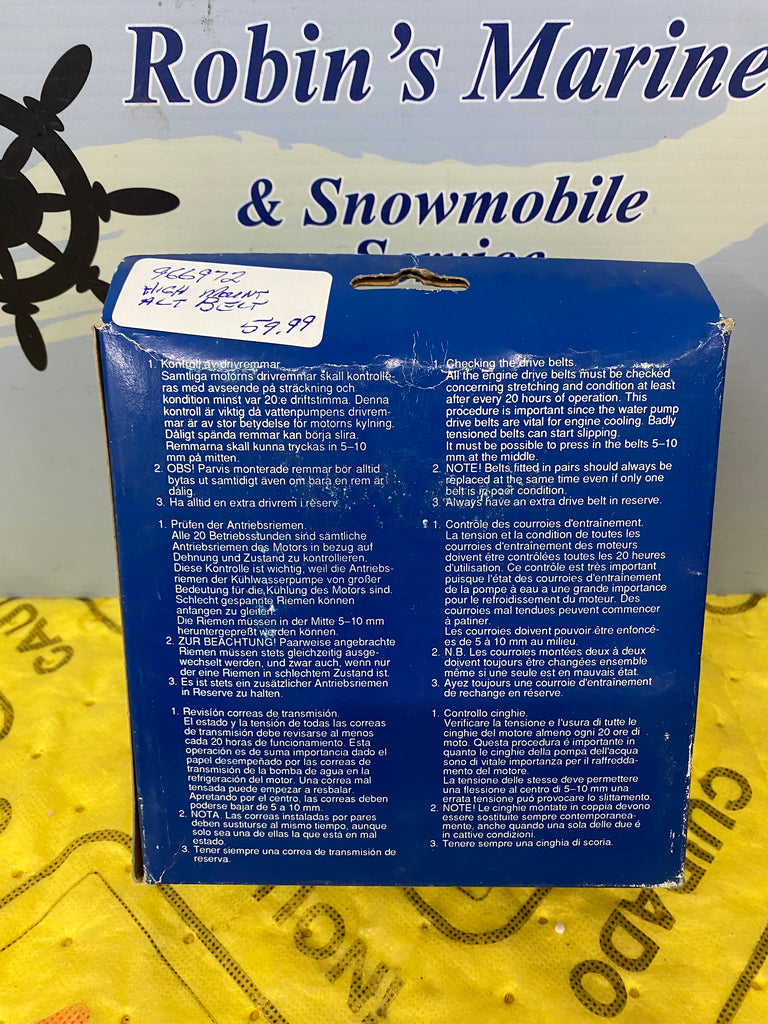 Robin's Marine
& Snowmobile
Service
966972
HIGH MOUNT
ALT BELT
59.99
1. Kontroll av drivremmar
Samtliga motorns drivremmar skall kontrolle-
ras med avseende på sträckning och
kondition minst var 20:e driftstimma. Denna
kontroll är viktig då vattenpumpens drivrem-
mar är av stor betydelse för motorns kylning.
Dåligt spända remmar kan börja slira.
Remmarna skall kunna tryckas in 5–10
mm på mitten.
2. OBS! Parvis monterade remmar bör alltid
bytas ut samtidigt även om bara en rem är
dålig.
3. Ha alltid en extra drivrem i reserv.
1. Checking the drive belts
All the engine drive belts must be checked
concerning stretching and condition at least
after every 20 hours of operation. This
procedure is important since the water pump
drive belts are vital for engine cooling. Badly
tensioned belts can start slipping.
It must be possible to press in the belts 5–10
mm at the middle.
2. NOTE! Belts fitted in pairs should always be
replaced at the same time even if only one
belt is in poor condition.
3. Always have an extra drive belt in reserve.
1. Prüfen der Antriebsriemen.
Alle 20 Betriebsstunden sind sämtliche
Antriebsriemen des Motors in bezug auf
Dehnung und Zustand zu kontrollieren.
Diese Kontrolle ist wichtig, weil die Antriebs-
riemen der Kühlwasserpumpe von großer
Bedeutung für die Kühlung des Motors sind.
Schlecht gespannte Riemen können
anfangen zu gleiten.
Die Riemen müssen in der Mitte 5–10 mm
heruntergepreßt werden können.
2. ZUR BEACHTUNG! Paarweise angebrachte
Riemen müssen stets gleichzeitig ausge-
wechselt werden, und zwar auch, wenn nur
der eine Riemen in schlechtem Zustand ist.
3. Es ist stets ein zusätzlicher Antriebsriemen
in Reserve zu halten.
1. Contrôle des courroies d'entraînement.
La tension et la condition de toutes les
courroies d'entraînement des moteurs
doivent être contrôlées toutes les 20 heures
d'utilisation. Ce contrôle est très important
puisque l'état des courroies d'entraînement
de la pompe à eau a une grande importance
pour le refroidissement du moteur. Des
courroies mal tendues peuvent commencer
à patiner.
Les courroies doivent pouvoir être enfoncé-
es de 5 à 10 mm au milieu.
2. N.B. Les courroies montées deux à deux
doivent toujours être changées ensemble
même si une seule est en mauvais état.
3. Ayez toujours une courroie d'entraînement
de rechange en réserve.
1. Revisión correas de transmisión.
El estado y la tensión de todas las correas
de transmisión debe revisarse al menos
cada 20 horas de funcionamiento. Esta
operación es de suma importancia dado el
papel desempeñado por las correas de
transmisión de la bomba de agua en la
refrigeración del motor. Una correa mal
tensada puede empezar a resbalar.
Apretando por el centro, las correas deben
poderse bajar de 5 a 10 mm.
2. NOTA. Las correas instaladas por pares
deben sustiturse al mismo tiempo, aunque
solo sea una de ellas la que está en mal
estado.
3. Tener siempre una correa de transmisión de
reserva.
1. Controllo cinghie.
Verificare la tensione e l'usura di tutte le
cinghie del motore almeno ogni 20 ore di
moto. Questa procedura è importante in
quanto le cinghie della pompa dell'acqua
sono di vitale importanza per il raffredda-
mento del motore.
La tensione delle stesse deve permettere
una flessione al centro di 5–10 mm una
errata tensione puó provocare lo slittamento.
2. NOTE! Le cinghie montate in coppia devono
essere sostituite sempre contemporanea-
mente, anche quando una sola delle due é
in cattive condizioni.
3. Tenere sempre una cinghia di scoria.
CAU
CUIDADO
INCLI